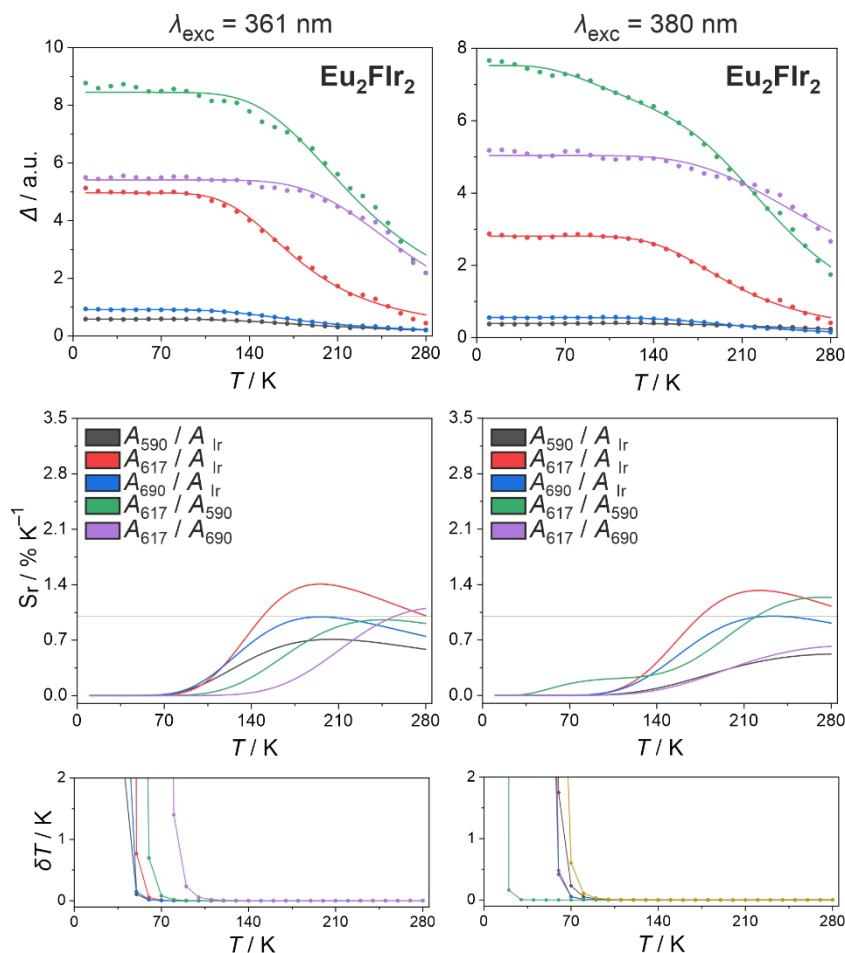 λexc = 361 nm
λexc = 380 nm
Eu2FIr2
10
8
6
4
2
0
Δ / a.u.
0 70 140 210 280
T / K
Eu2FIr2
8
6
4
2
0
0 70 140 210 280
T / K
3.5
2.8
2.1
1.4
0.7
0.0
Sr / % K−1
A590 / A Ir
A617 / A Ir
A690 / A Ir
A617 / A590
A617 / A690
0 70 140 210 280
T / K
3.5
2.8
2.1
1.4
0.7
0.0
A590 / A Ir
A617 / A Ir
A690 / A Ir
A617 / A590
A617 / A690
0 70 140 210 280
T / K
2
1
0
δT / K
0 70 140 210 280
T / K
2
1
0
0 70 140 210 280
T / K